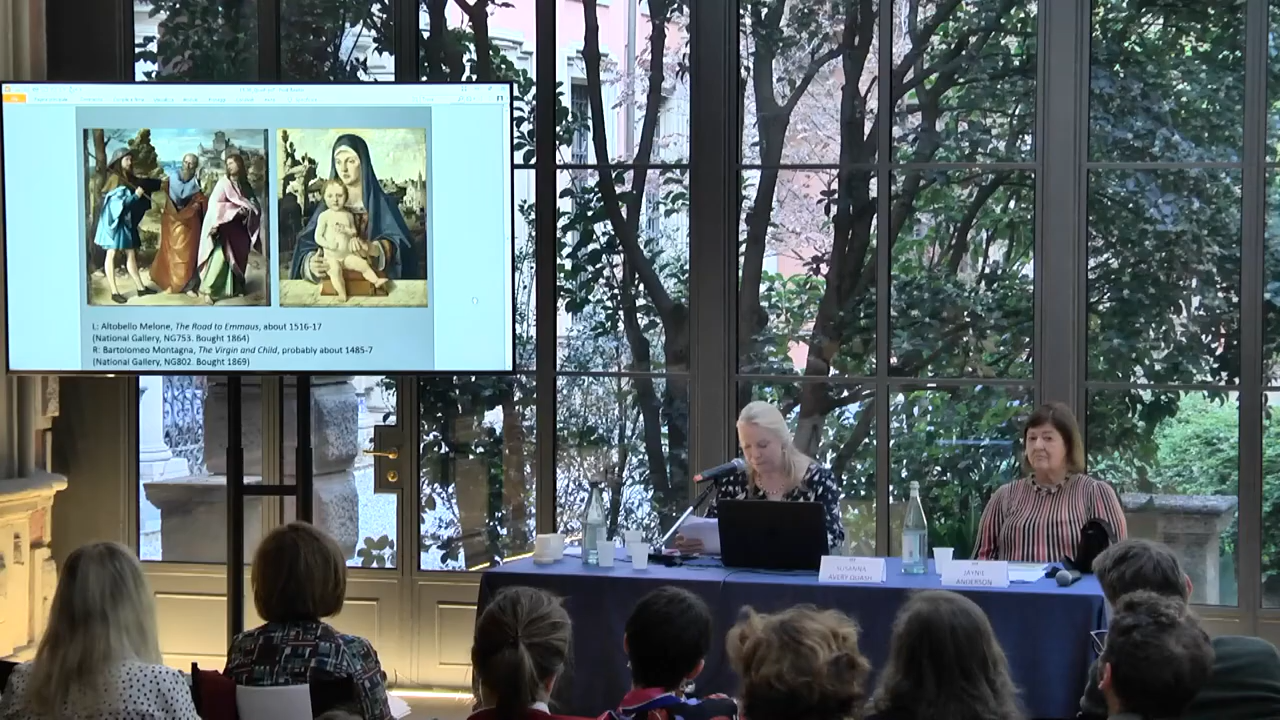 L: Altobello Melone, The Road to Emmaus, about 1516-17
(National Gallery, NG753. Bought 1864)
R: Bartolomeo Montagna, The Virgin and Child, probably about 1485-7
(National Gallery, NG802. Bought 1869)
SUSANNA
AVERY-QUASH
JAYNIE
ANDERSON